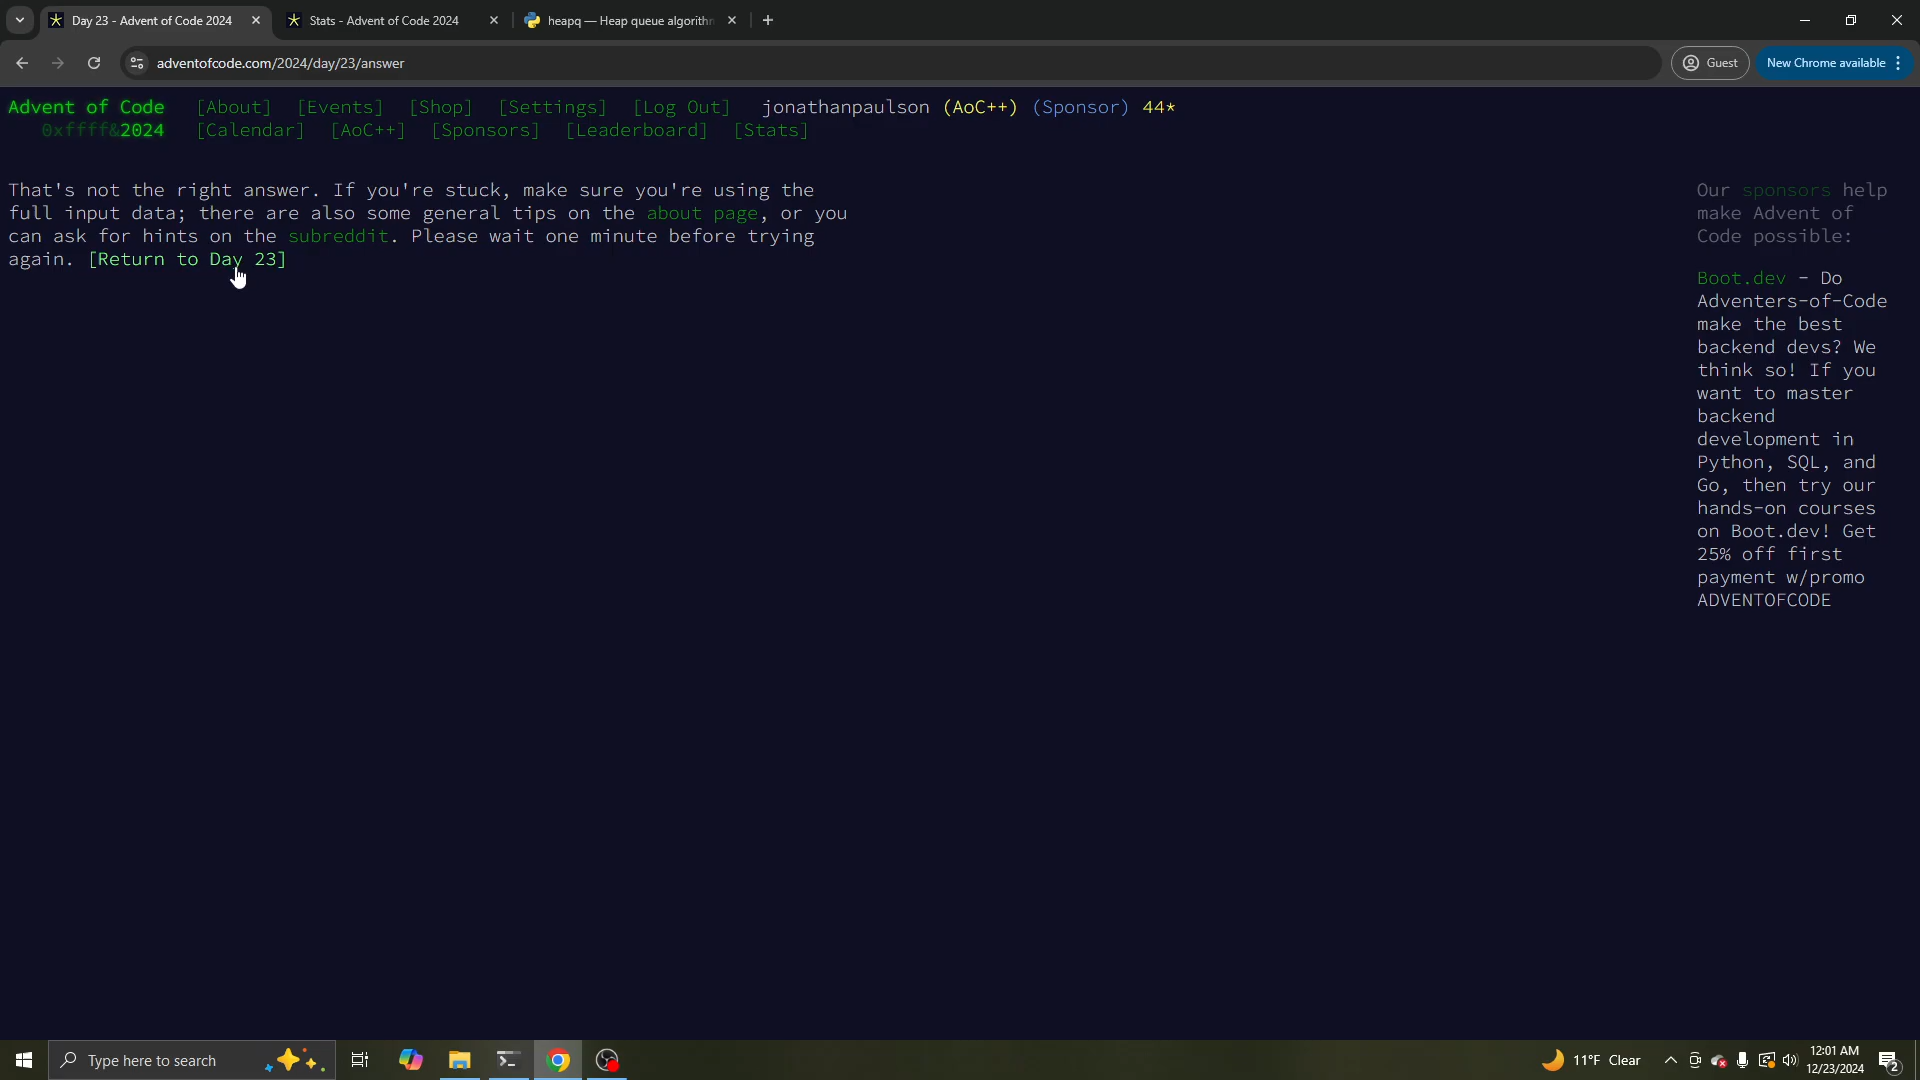 Day 23 - Advent of Code 2024
Stats - Advent of Code 2024
heapq — Heap queue algorithm
adventofcode.com/2024/day/23/answer
Guest
New Chrome available
Advent of Code [About] [Events] [Shop] [Settings] [Log Out] jonathanpaulson (AoC++) (Sponsor) 44*
0xffff&2024 [Calendar] [AoC++] [Sponsors] [Leaderboard] [Stats]
That's not the right answer. If you're stuck, make sure you're using the
full input data; there are also some general tips on the about page, or you
can ask for hints on the subreddit. Please wait one minute before trying
again. [Return to Day 23]
Our sponsors help
make Advent of
Code possible:
Boot.dev - Do
Adventers-of-Code
make the best
backend devs? We
think so! If you
want to master
backend
development in
Python, SQL, and
Go, then try our
hands-on courses
on Boot.dev! Get
25% off first
payment w/promo
ADVENTOFCODE
Type here to search
11°F Clear
12:01 AM
12/23/2024
2